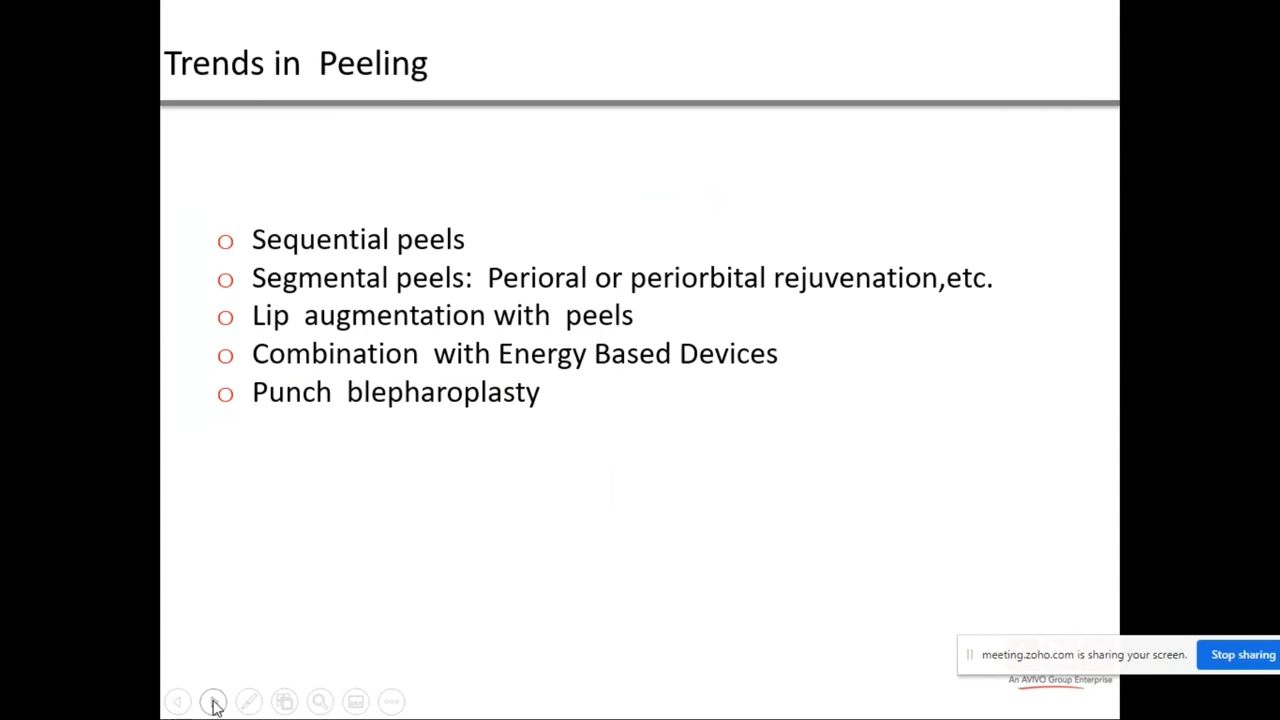 Trends in  Peeling
Sequential peels
Segmental peels:  Perioral or periorbital rejuvenation,etc.
Lip  augmentation with  peels
Combination  with Energy Based Devices
Punch  blepharoplasty
meeting.zoho.com is sharing your screen.
Stop sharing
An AVIVO Group Enterprise